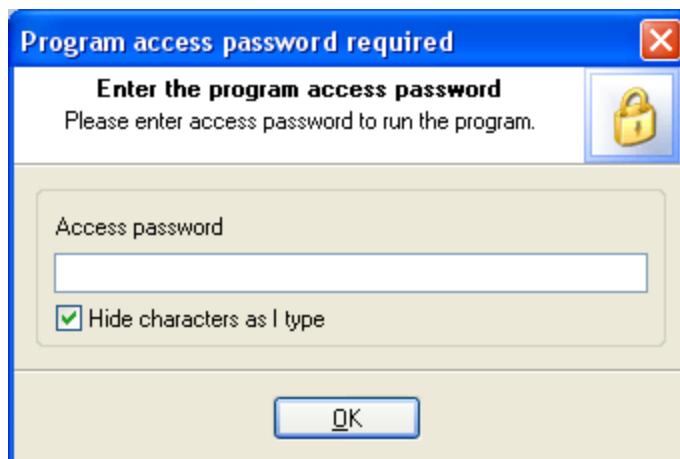 Program access password required
Enter the program access password
Please enter access password to run the program.
Access password
Hide characters as I type
OK